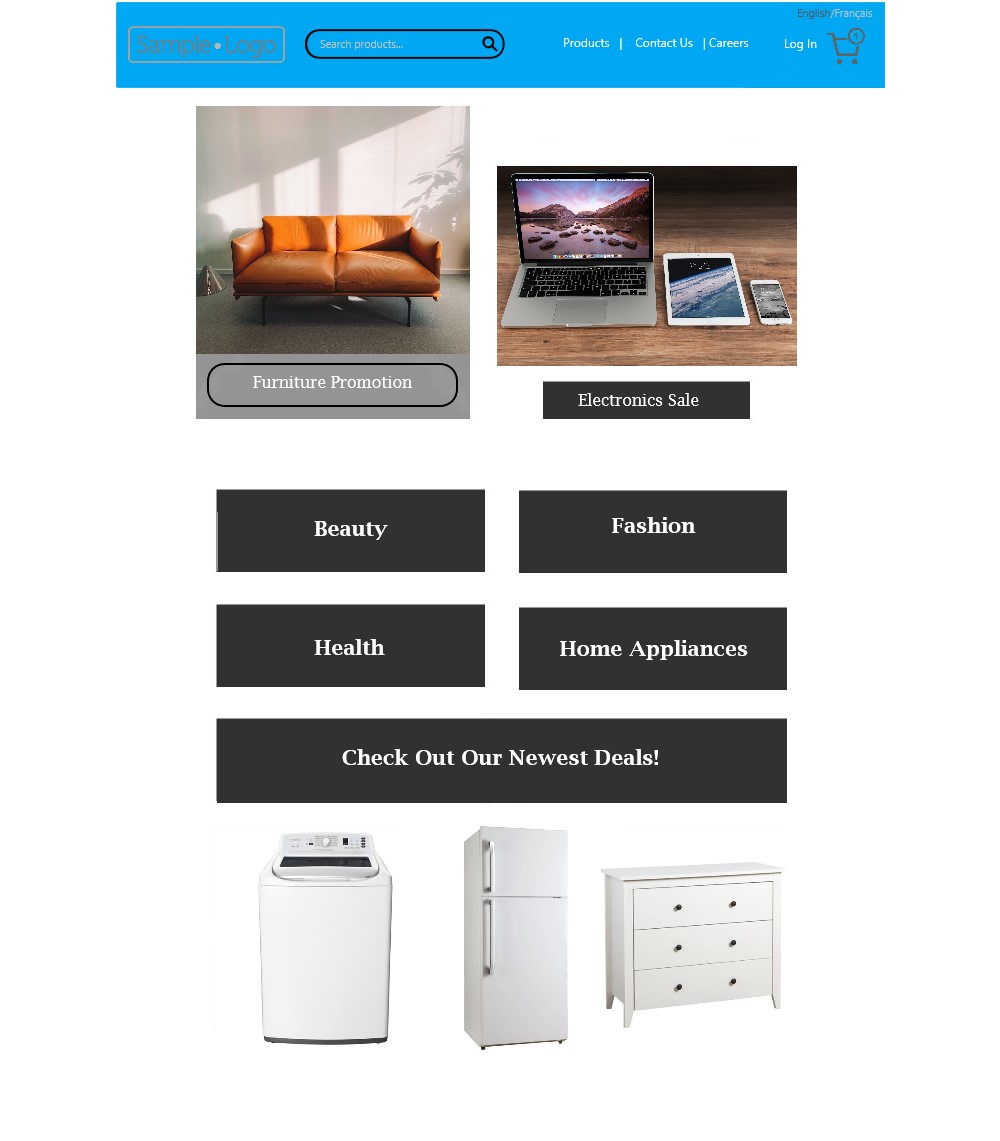 English/Français
Sample•Logo
Search products...
Products | Contact Us | Careers
Log In
1
Furniture Promotion
Electronics Sale
Beauty
Fashion
Health
Home Appliances
Check Out Our Newest Deals!